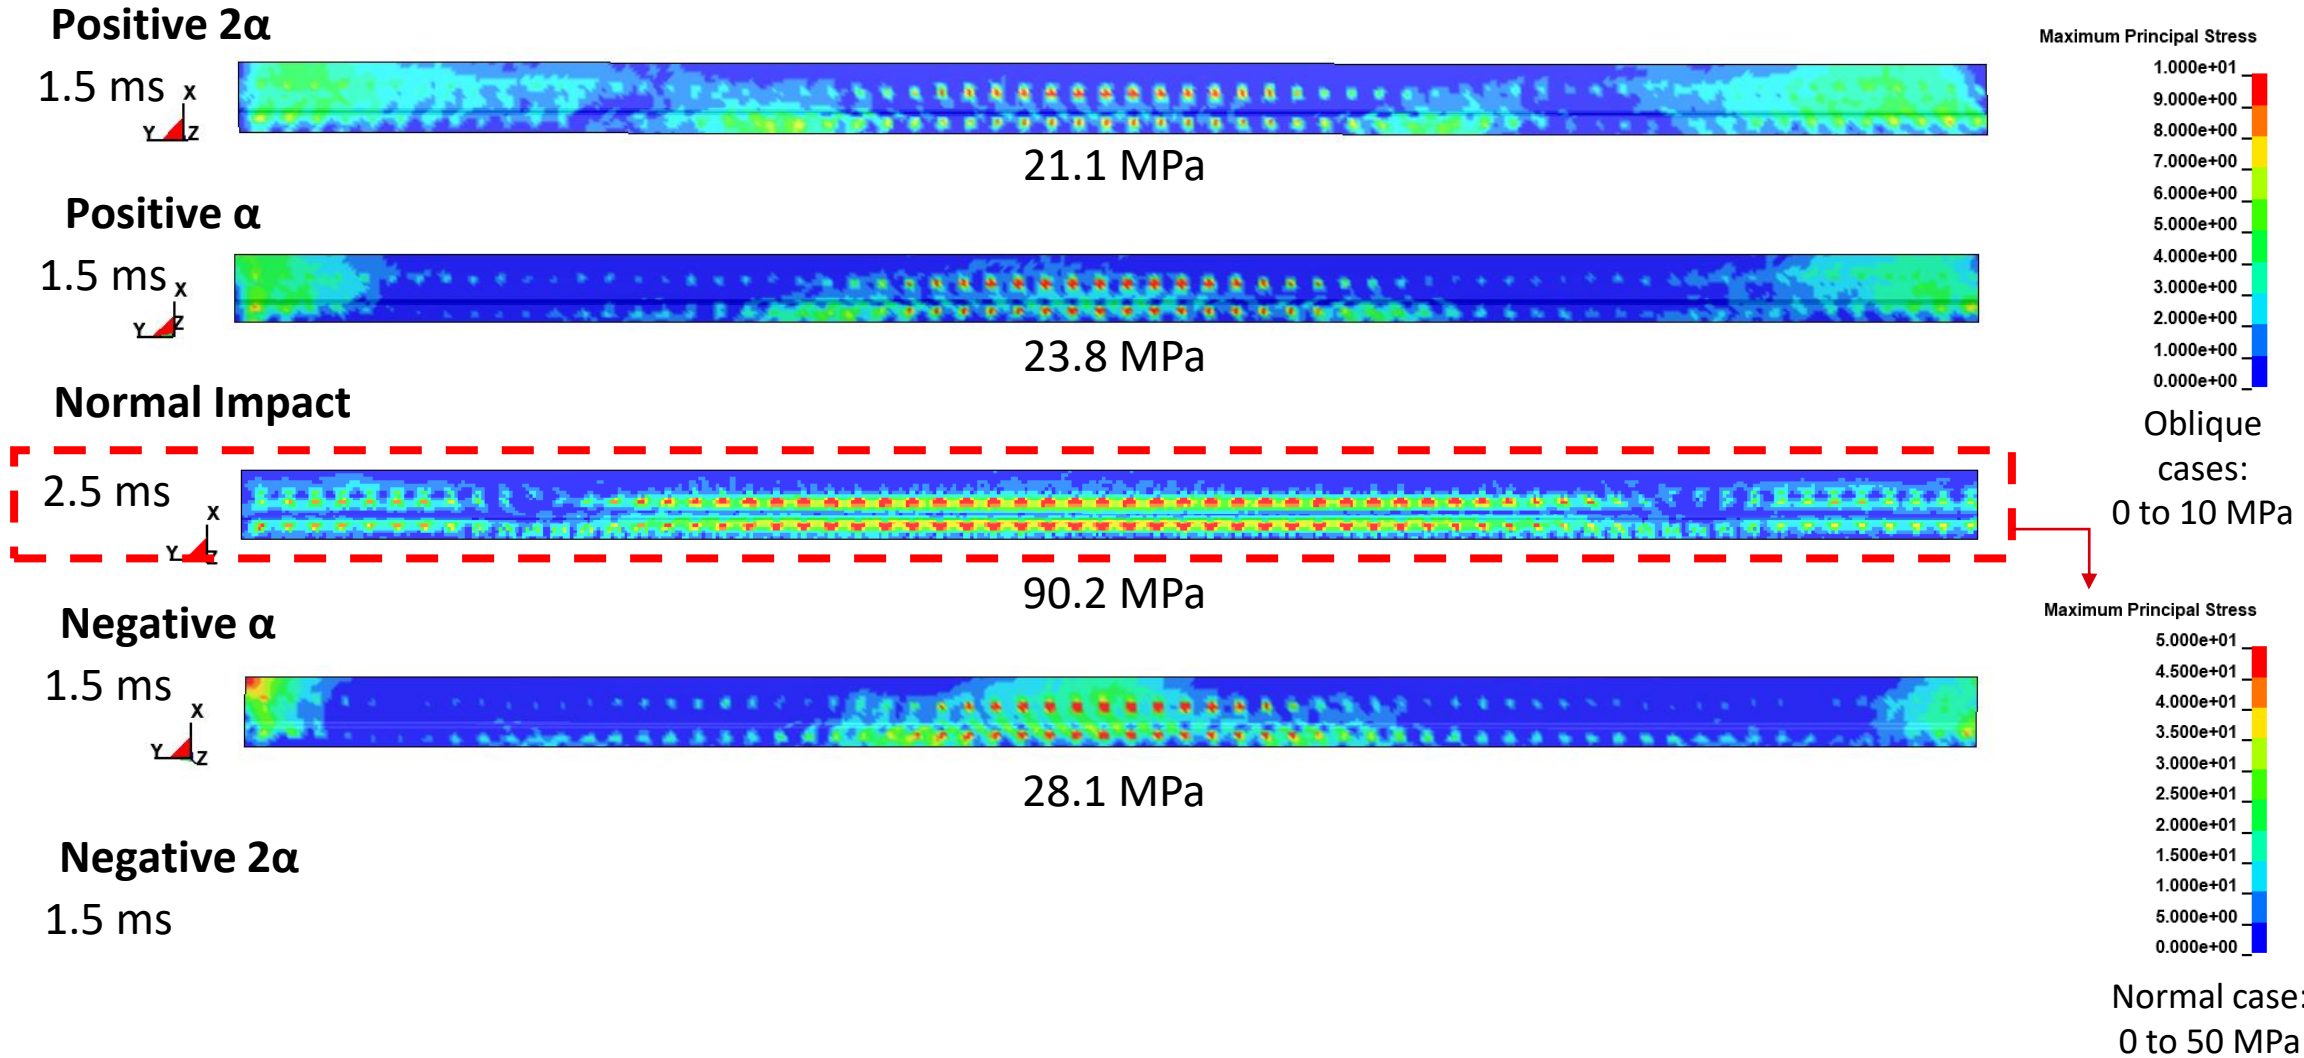 Positive 2α
1.5 ms
X
Y
Z
21.1 MPa
Positive α
1.5 ms
X
Y
Z
23.8 MPa
Normal Impact
2.5 ms
X
Y
Z
90.2 MPa
Negative α
1.5 ms
X
Y
Z
28.1 MPa
Negative 2α
1.5 ms
Maximum Principal Stress
1.000e+01
9.000e+00
8.000e+00
7.000e+00
6.000e+00
5.000e+00
4.000e+00
3.000e+00
2.000e+00
1.000e+00
0.000e+00
Oblique
cases:
0 to 10 MPa
Maximum Principal Stress
5.000e+01
4.500e+01
4.000e+01
3.500e+01
3.000e+01
2.500e+01
2.000e+01
1.500e+01
1.000e+01
5.000e+00
0.000e+00
Normal case:
0 to 50 MPa